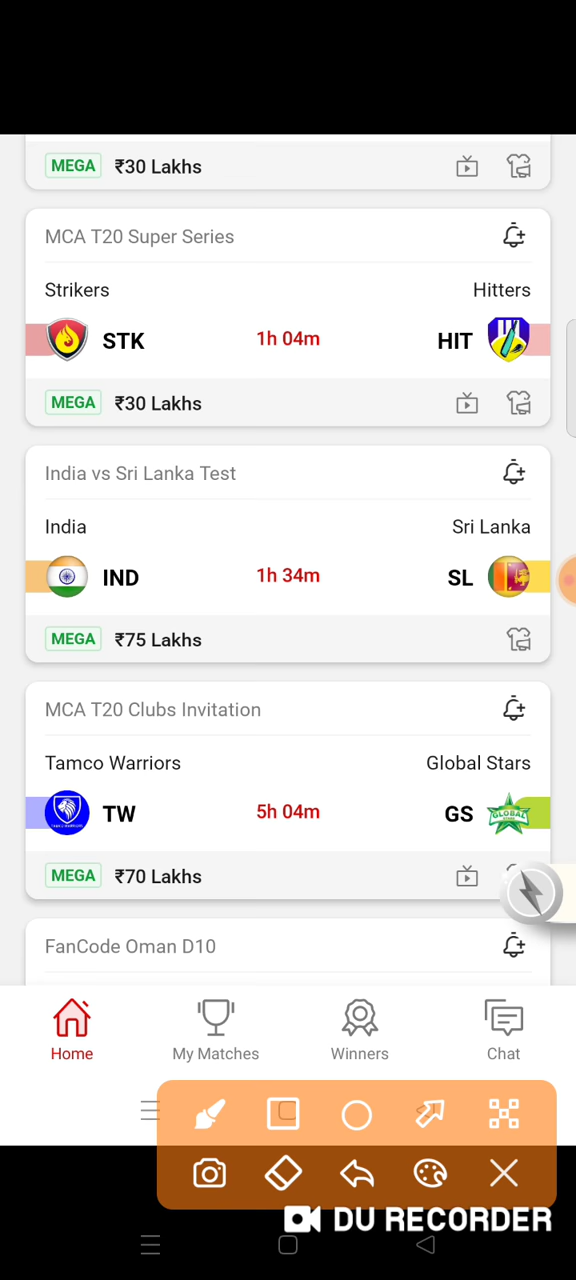 MEGA ₹30 Lakhs
MCA T20 Super Series
Strikers Hitters
STK 1h 04m HIT
MEGA ₹30 Lakhs
India vs Sri Lanka Test
India Sri Lanka
IND 1h 34m SL
MEGA ₹75 Lakhs
MCA T20 Clubs Invitation
Tamco Warriors Global Stars
TW 5h 04m GS GLOBAL
MEGA ₹70 Lakhs
FanCode Oman D10
Home My Matches Winners Chat
DU RECORDER